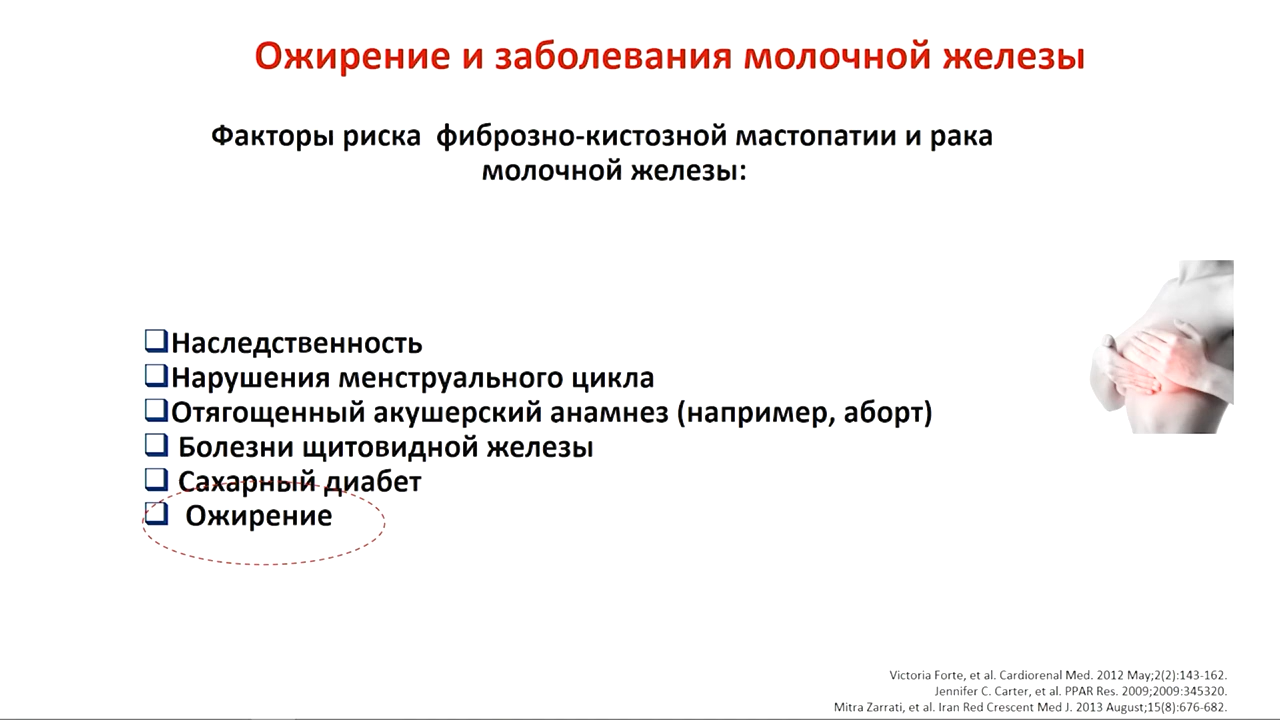 Ожирение и заболевания молочной железы
Факторы риска фиброзно-кистозной мастопатии и рака
молочной железы:
Наследственность
Нарушения менструального цикла
Отягощенный акушерский анамнез (например, аборт)
Болезни щитовидной железы
Сахарный диабет
Ожирение
Victoria Forte, et al. Cardiorenal Med. 2012 May;2(2):143-162.
Jennifer C. Carter, et al. PPAR Res. 2009;2009:345320.
Mitra Zarrati, et al. Iran Red Crescent Med J. 2013 August;15(8):676-682.